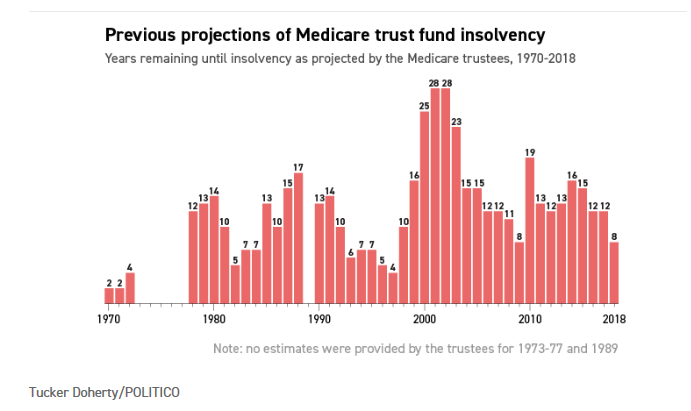 Previous projections of Medicare trust fund insolvency
Years remaining until insolvency as projected by the Medicare trustees, 1970-2018
2 2 4 12 13 14 10 5 7 7 13 10 15 17 13 14 10 6 7 7 5 4 10 16 25 28 28 23 15 15 12 12 11 8 19 13 12 13 16 15 12 12 8
1970 1980 1990 2000 2010 2018
Note: no estimates were provided by the trustees for 1973-77 and 1989
Tucker Doherty/POLITICO